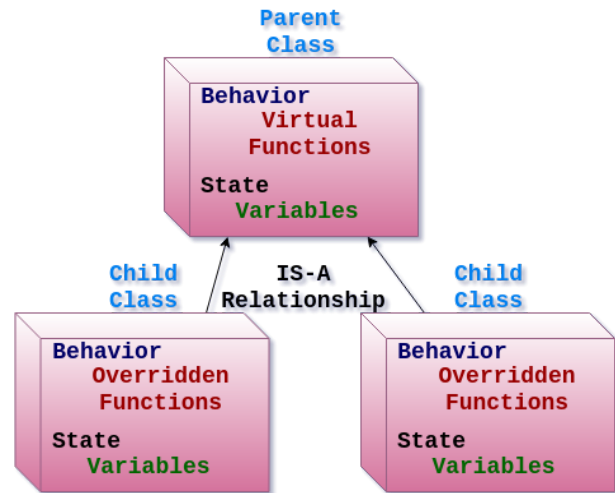 Parent
Class
Behavior
Virtual
Functions
State
Variables
Child
Class
IS-A
Relationship
Child
Class
Behavior
Overridden
Functions
State
Variables
Behavior
Overridden
Functions
State
Variables